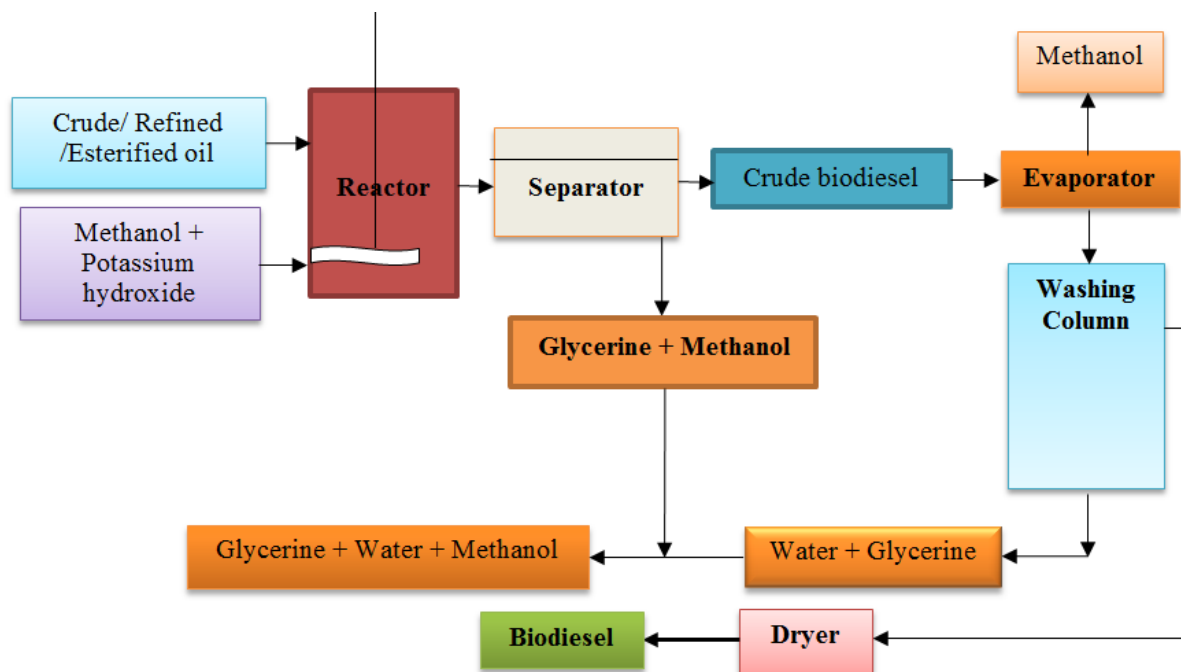 Methanol
Crude/ Refined
/Esterified oil
Reactor
Separator
Crude biodiesel
Evaporator
Methanol +
Potassium
hydroxide
Washing
Column
Glycerine + Methanol
Glycerine + Water + Methanol
Water + Glycerine
Biodiesel
Dryer